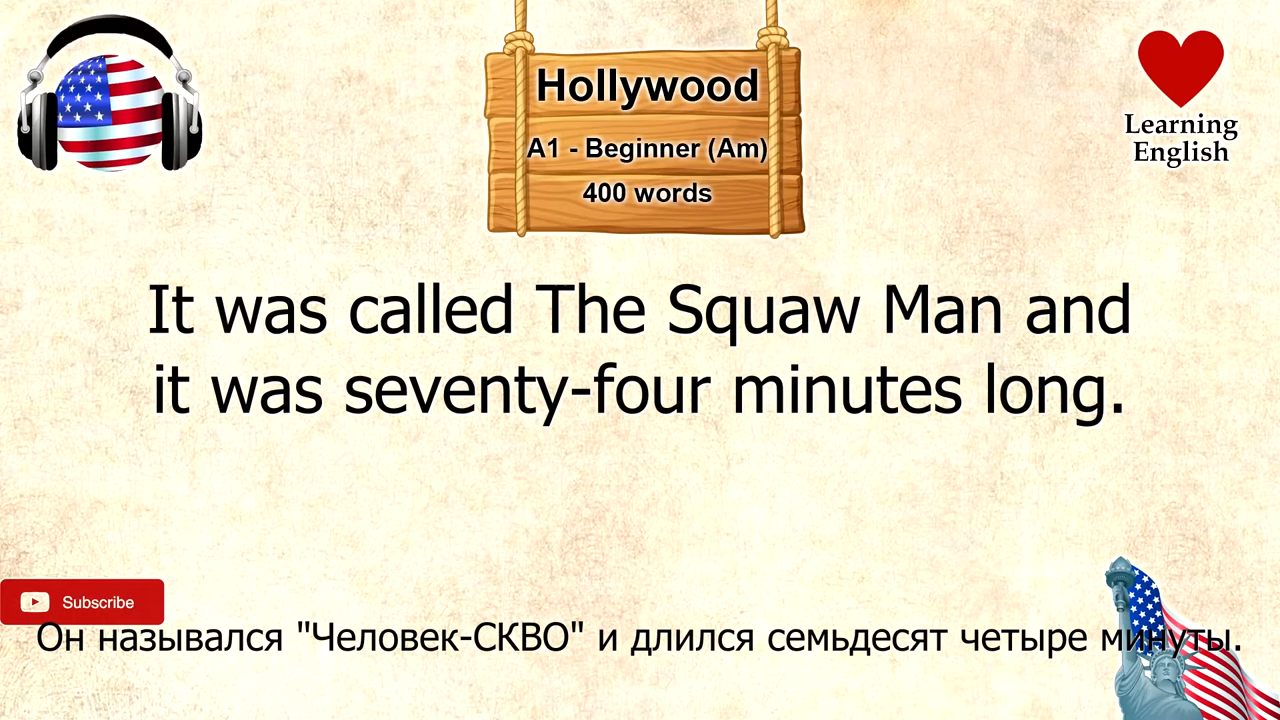 Hollywood
A1 - Beginner (Am)
400 words
Learning
English
It was called The Squaw Man and
it was seventy-four minutes long.
Subscribe
Он назывался "Человек-СКВО" и длился семьдесят четыре минуты.